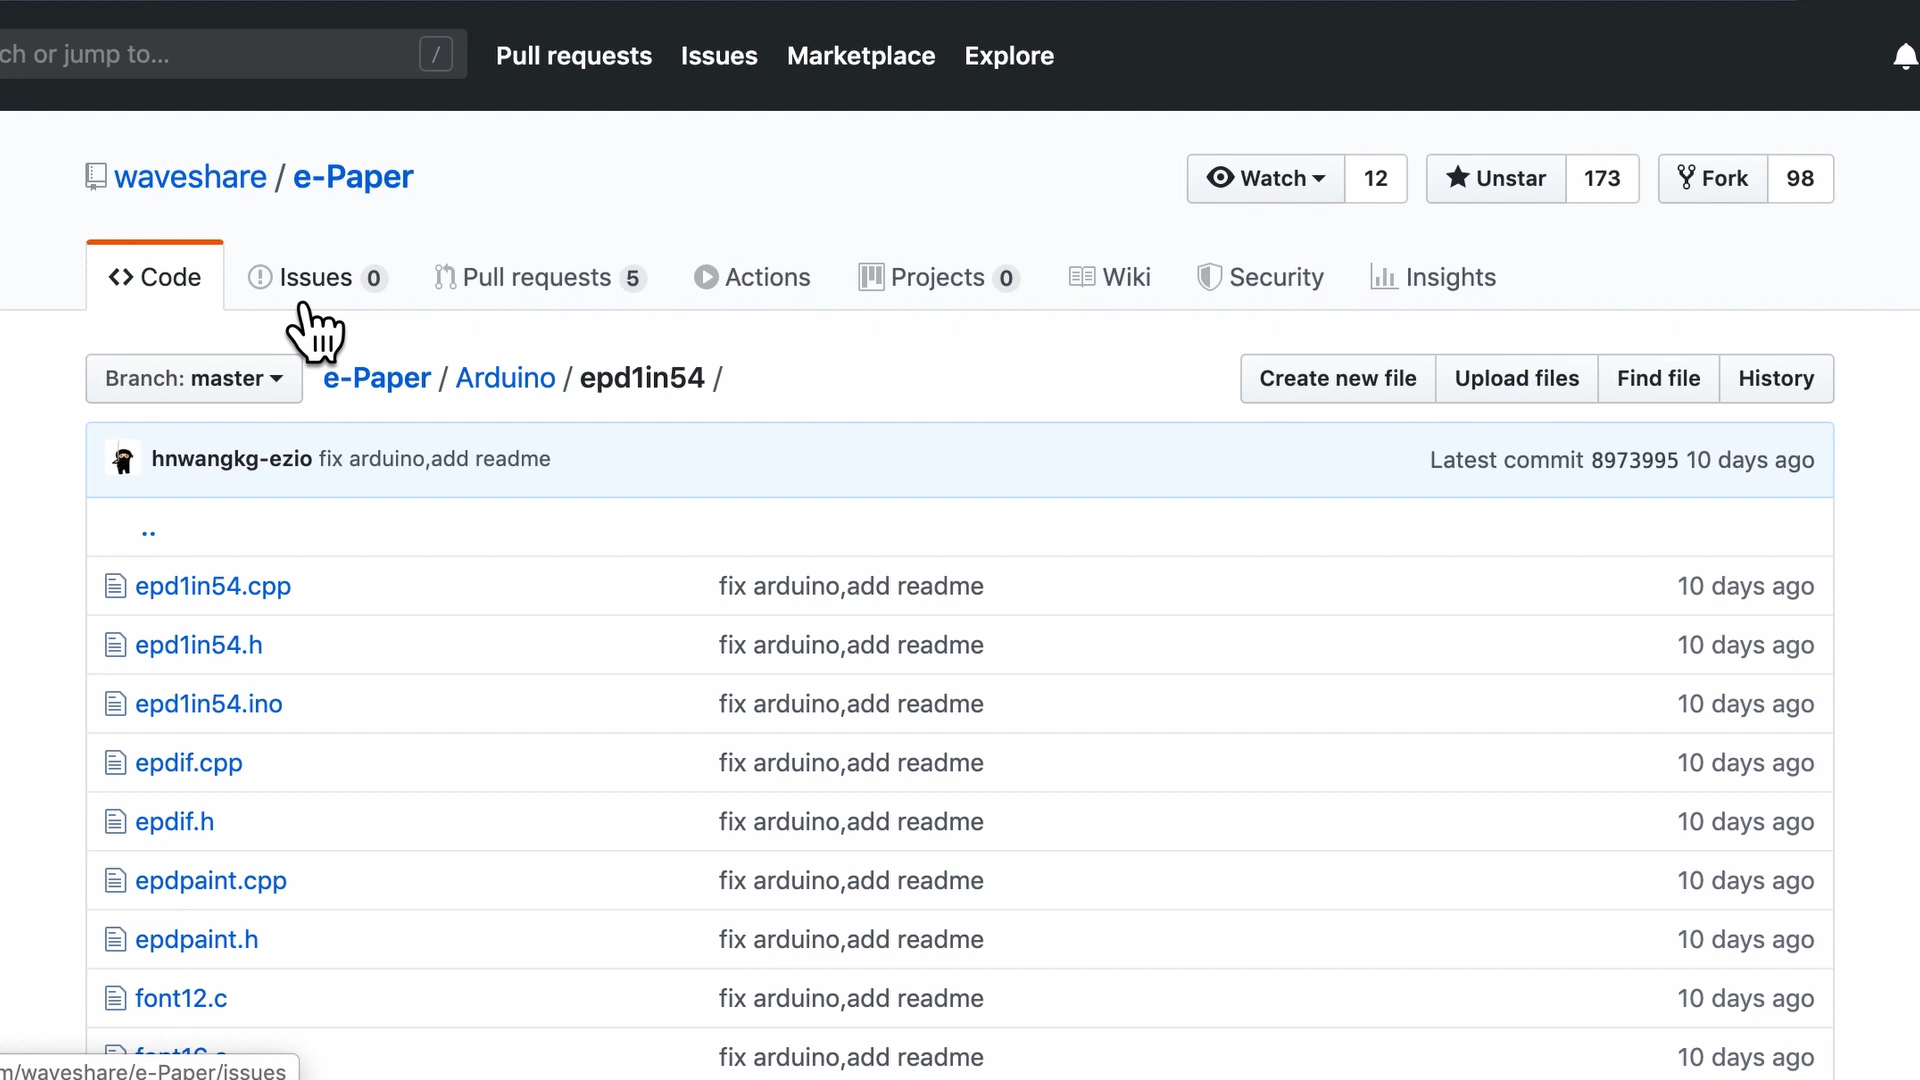 ch or jump to... / Pull requests Issues Marketplace Explore
waveshare / e-Paper Watch 12 Unstar 173 Fork 98
Code Issues 0 Pull requests 5 Actions Projects 0 Wiki Security Insights
Branch: master e-Paper / Arduino / epd1in54 / Create new file Upload files Find file History
hnwangkg-ezio fix arduino,add readme Latest commit 8973995 10 days ago
..
epd1in54.cpp fix arduino,add readme 10 days ago
epd1in54.h fix arduino,add readme 10 days ago
epd1in54.ino fix arduino,add readme 10 days ago
epdif.cpp fix arduino,add readme 10 days ago
epdif.h fix arduino,add readme 10 days ago
epdpaint.cpp fix arduino,add readme 10 days ago
epdpaint.h fix arduino,add readme 10 days ago
font12.c fix arduino,add readme 10 days ago
font16.c fix arduino,add readme 10 days ago
m/waveshare/e-Paper/issues